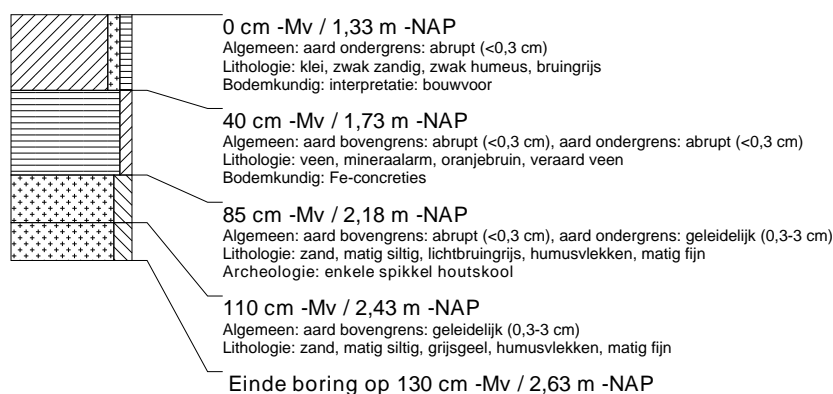 0 cm -Mv / 1,33 m -NAP
Algemeen: aard ondergrens: abrupt (<0,3 cm)
Lithologie: klei, zwak zandig, zwak humeus, bruingrijs
Bodemkundig: interpretatie: bouwvoor
40 cm -Mv / 1,73 m -NAP
Algemeen: aard bovengrens: abrupt (<0,3 cm), aard ondergrens: abrupt (<0,3 cm)
Lithologie: veen, mineraalarm, oranjebruin, veraard veen
Bodemkundig: Fe-concreties
85 cm -Mv / 2,18 m -NAP
Algemeen: aard bovengrens: abrupt (<0,3 cm), aard ondergrens: geleidelijk (0,3-3 cm)
Lithologie: zand, matig siltig, lichtbruingrijs, humusvlekken, matig fijn
Archeologie: enkele spikkel houtskool
110 cm -Mv / 2,43 m -NAP
Algemeen: aard bovengrens: geleidelijk (0,3-3 cm)
Lithologie: zand, matig siltig, grijsgeel, humusvlekken, matig fijn
Einde boring op 130 cm -Mv / 2,63 m -NAP